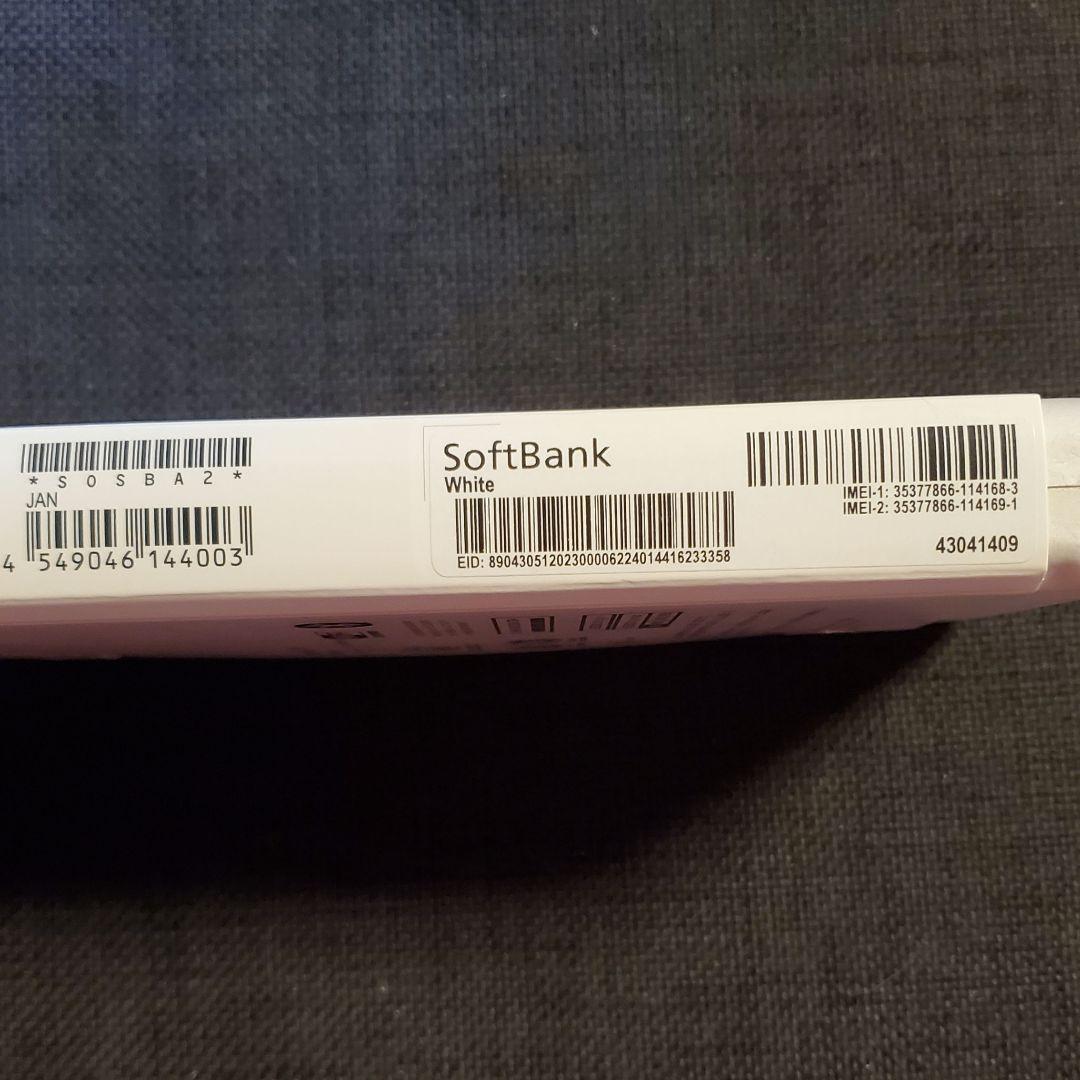 * S O S B A 2 *
JAN
4 549046 144003
SoftBank
White
EID: 89043051202300006224014416233358
IMEI-1: 35377866-114168-3
IMEI-2: 35377866-114169-1
43041409